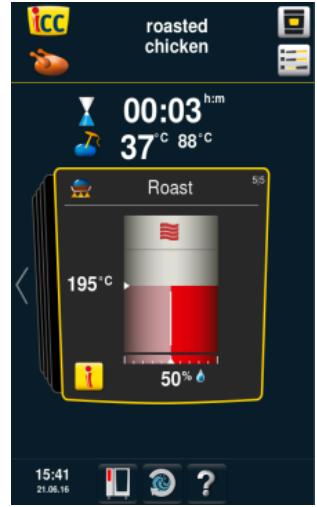 icc
roasted
chicken
00:03 h:m
37°C 88°C
Roast
5|5
195°C
i
50%
15:41
21.06.16
?